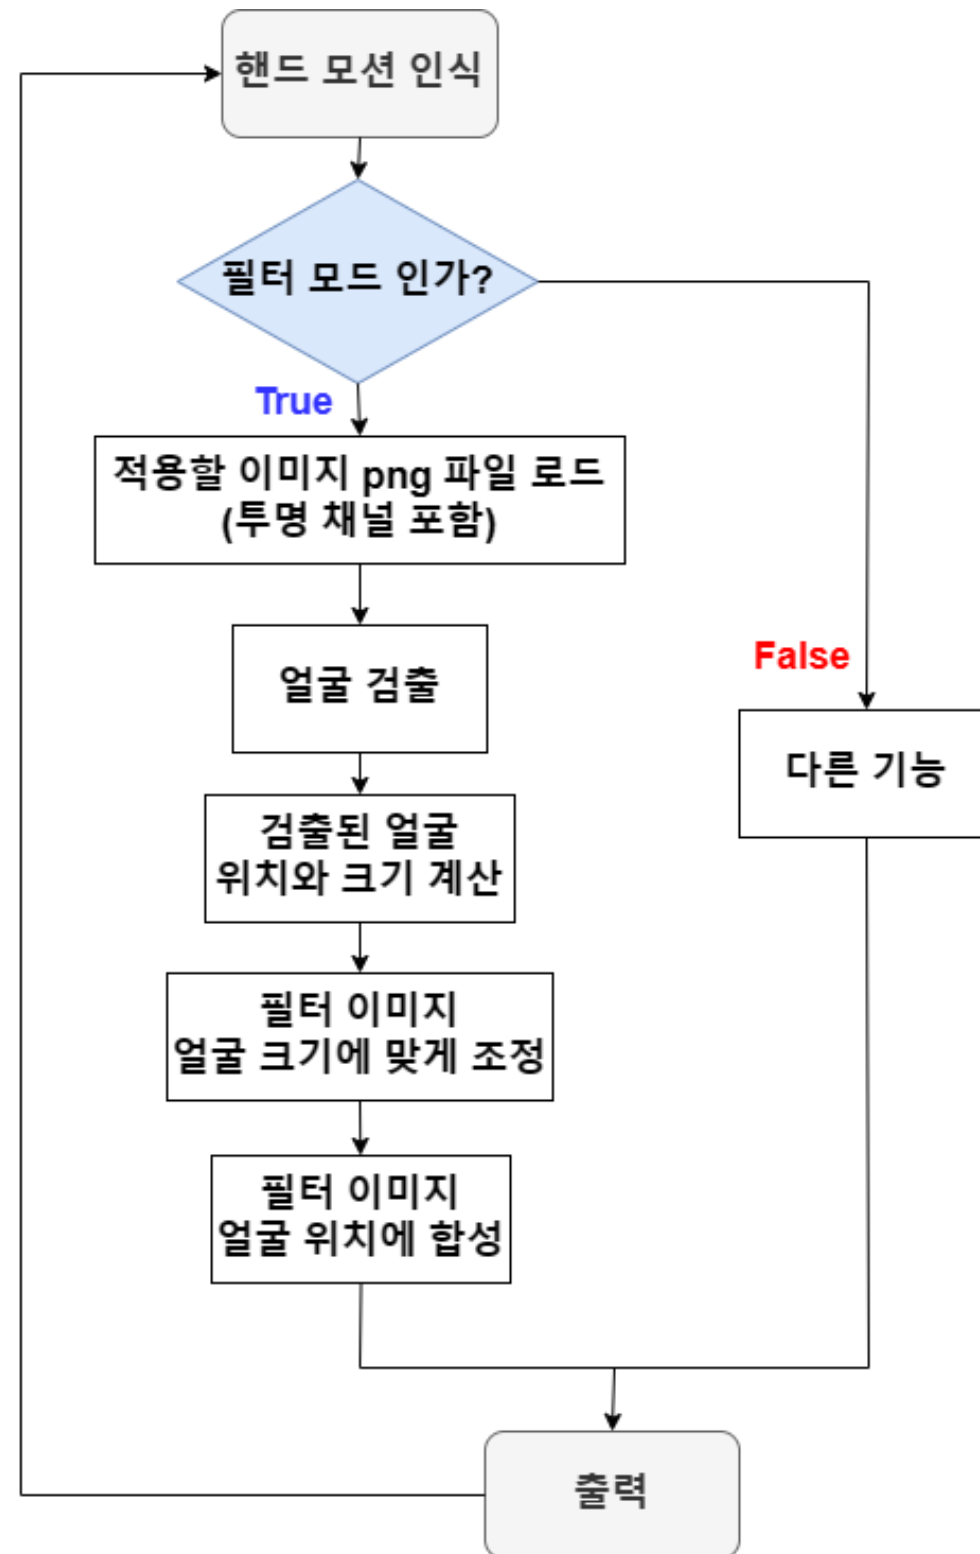 핸드 모션 인식
필터 모드 인가?
True
적용할 이미지 png 파일 로드
(투명 채널 포함)
얼굴 검출
False
다른 기능
검출된 얼굴
위치와 크기 계산
필터 이미지
얼굴 크기에 맞게 조정
필터 이미지
얼굴 위치에 합성
출력